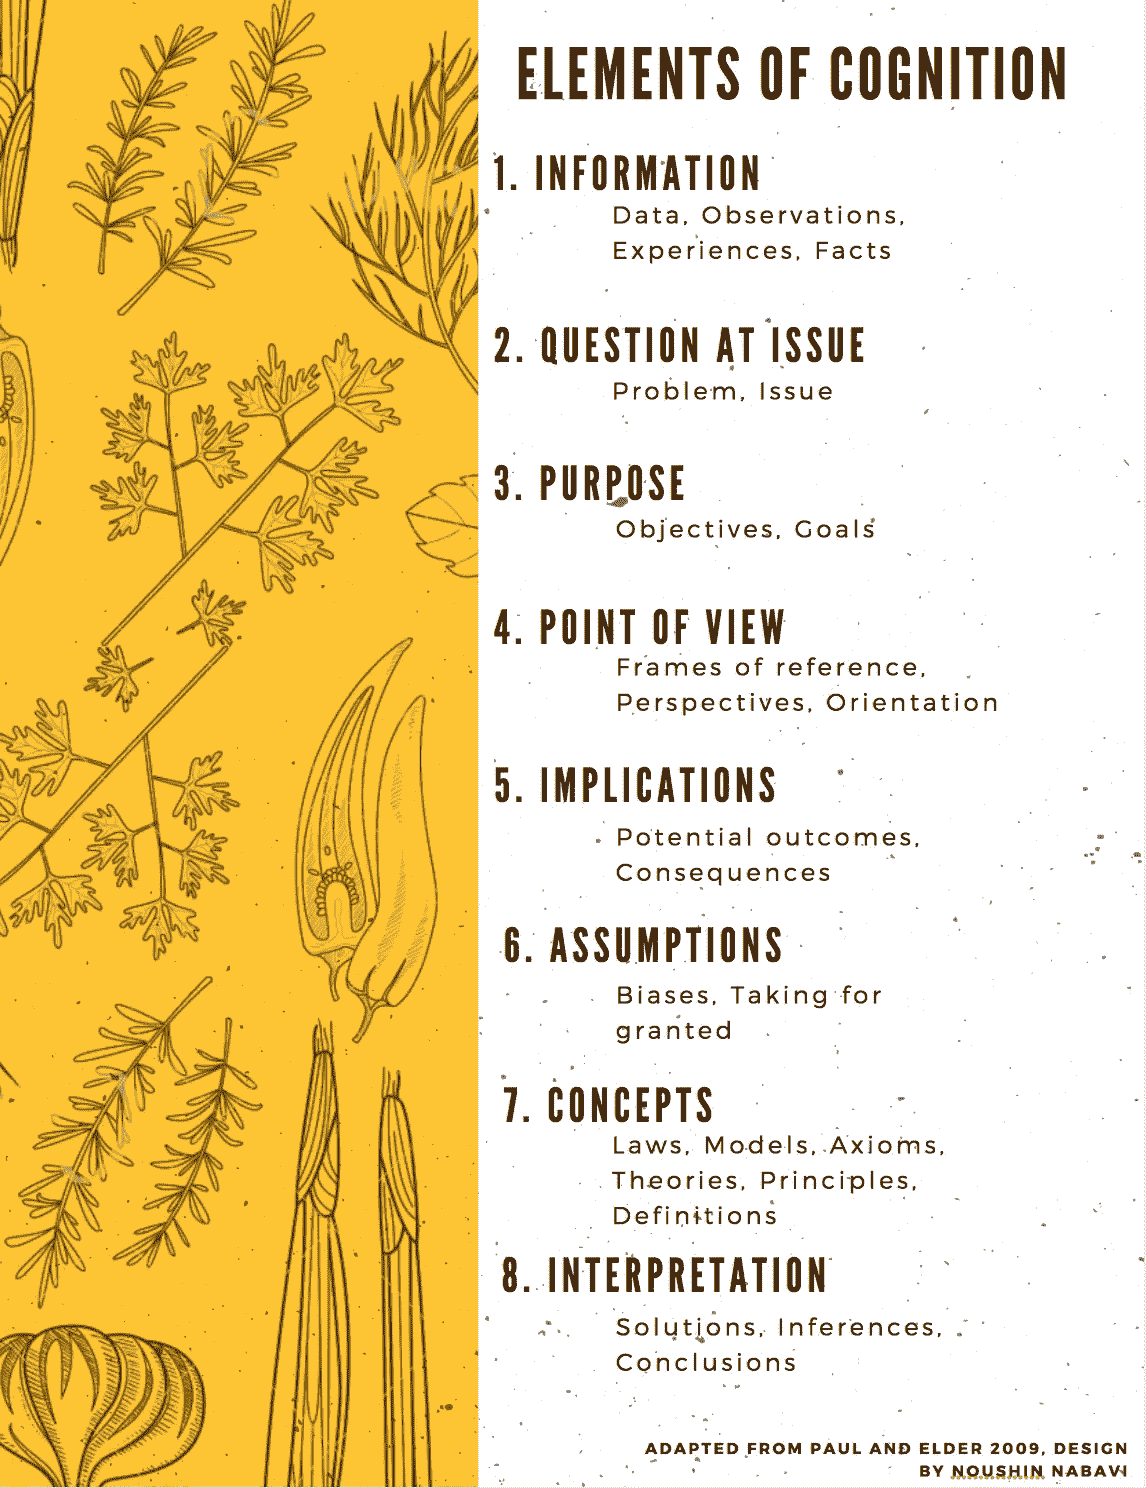 ELEMENTS OF COGNITION
1. INFORMATION
Data, Observations,
Experiences, Facts
2. QUESTION AT ISSUE
Problem, Issue
3. PURPOSE
Objectives, Goals
4. POINT OF VIEW
Frames of reference,
Perspectives, Orientation
5. IMPLICATIONS
Potential outcomes,
Consequences
6. ASSUMPTIONS
Biases, Taking for
granted
7. CONCEPTS
Laws, Models, Axioms,
Theories, Principles,
Definitions
8. INTERPRETATION
Solutions, Inferences,
Conclusions
ADAPTED FROM PAUL AND ELDER 2009, DESIGN
BY NOUSHIN NABAVI